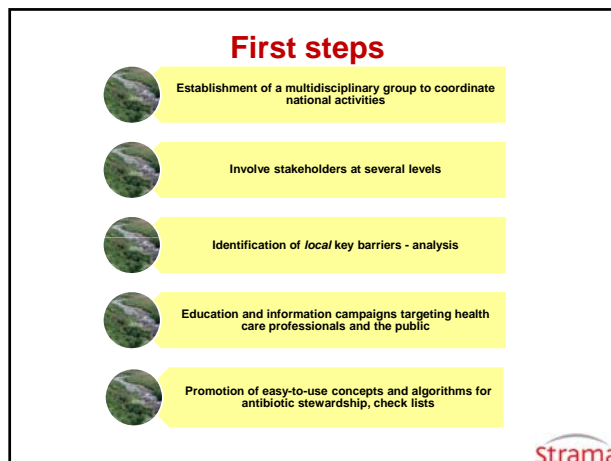 First steps
Establishment of a multidisciplinary group to coordinate
national activities
Involve stakeholders at several levels
Identification of local key barriers - analysis
Education and information campaigns targeting health
care professionals and the public
Promotion of easy-to-use concepts and algorithms for
antibiotic stewardship, check lists
Strama